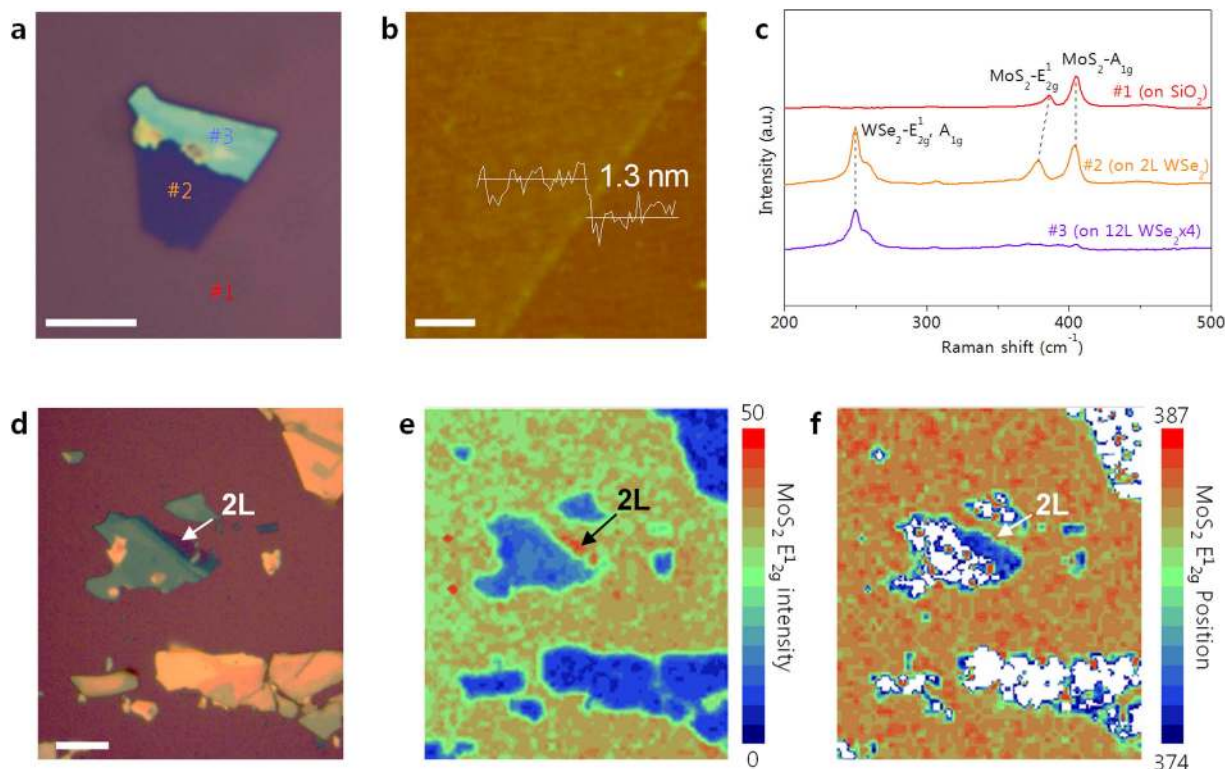 a
#3
#2
#1
b
1.3 nm
c
MoS₂-E¹₂g
MoS₂-A₁g
#1 (on SiO₂)
WSe₂-E¹₂g, A₁g
#2 (on 2L WSe₂)
#3 (on 12L WSe₂x4)
Intensity (a.u.)
200
300
400
500
Raman shift (cm⁻¹)
d
2L
e
2L
50
MoS₂ E¹₂g intensity
0
f
2L
387
MoS₂ E¹₂g Position
374